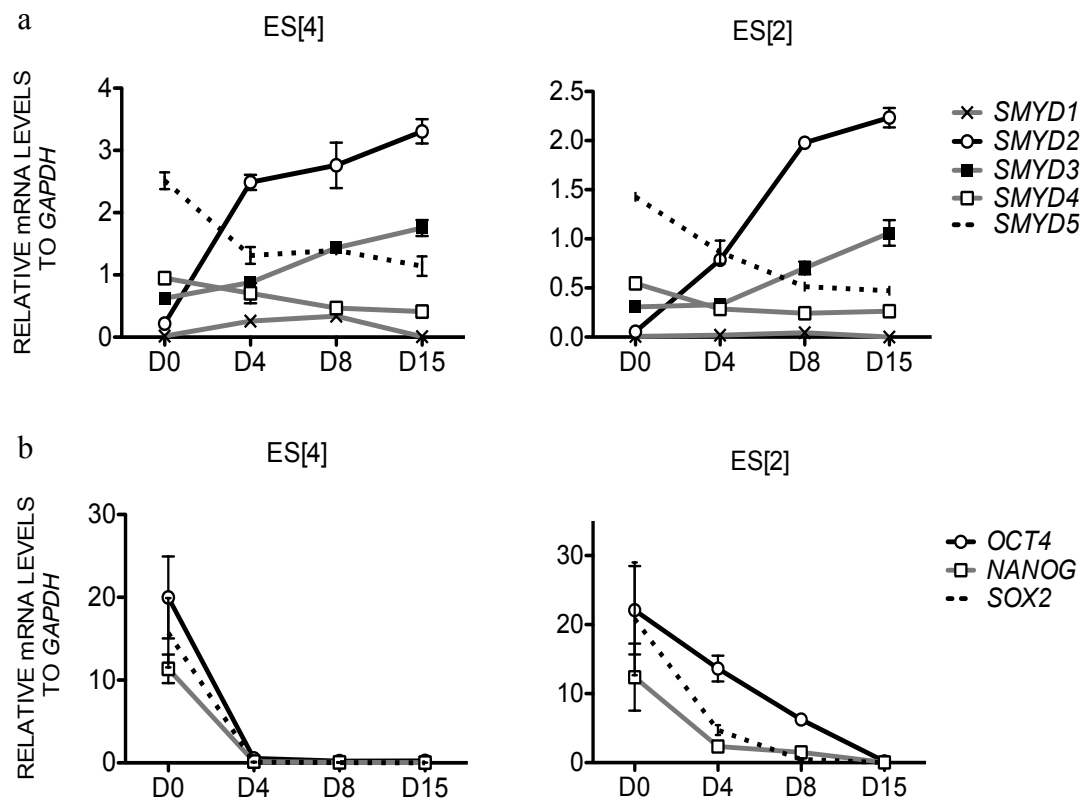 a
ES[4]
ES[2]
RELATIVE mRNA LEVELS
TO GAPDH
4
3
2
1
0
D0 D4 D8 D15
2.5
2.0
1.5
1.0
0.5
0.0
D0 D4 D8 D15
SMYD1
SMYD2
SMYD3
SMYD4
SMYD5
b
ES[4]
ES[2]
RELATIVE mRNA LEVELS
TO GAPDH
30
20
10
0
D0 D4 D8 D15
30
20
10
0
D0 D4 D8 D15
OCT4
NANOG
SOX2